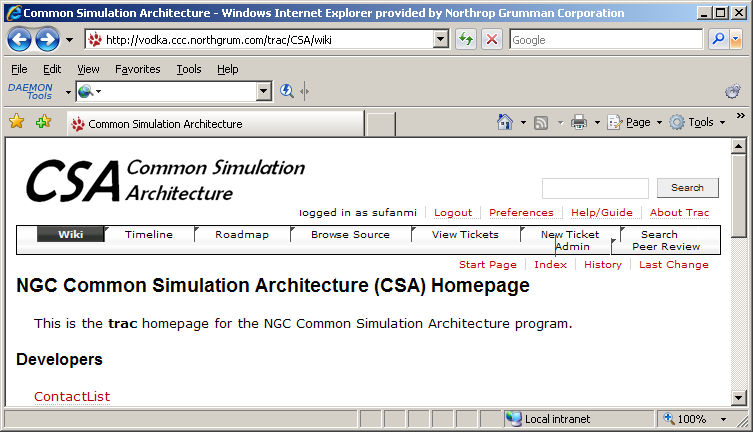 Common Simulation Architecture - Windows Internet Explorer provided by Northrop Grumman Corporation
http://vodka.ccc.northgrum.com/trac/CSA/wiki
Google
File Edit View Favorites Tools Help
DAEMON Tools
Common Simulation Architecture
Page Tools
CSA Common Simulation Architecture
Search
logged in as sufanmi Logout Preferences Help/Guide About Trac
Wiki Timeline Roadmap Browse Source View Tickets New Ticket Search
Admin Peer Review
Start Page Index History Last Change
NGC Common Simulation Architecture (CSA) Homepage
This is the trac homepage for the NGC Common Simulation Architecture program.
Developers
ContactList
Local intranet 100%